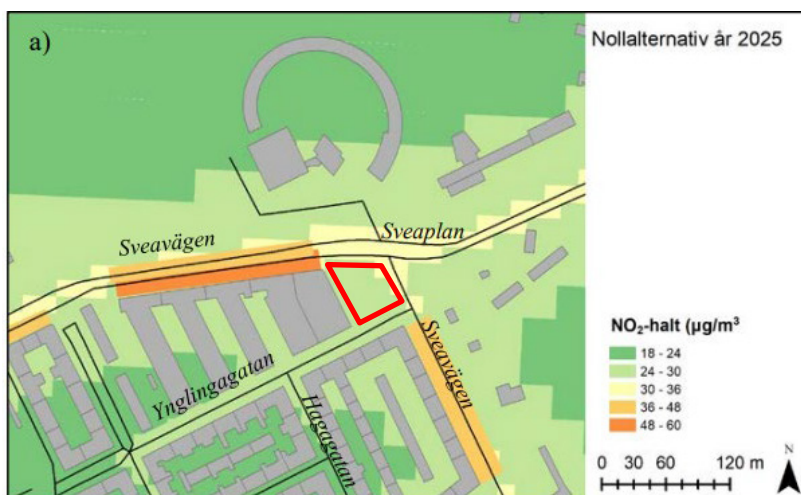 a)
Nollalternativ år 2025
Sveavägen
Sveaplan
Sveavägen
Ynglingagatan
Hagagatan
NO₂-halt (µg/m³
18 - 24
24 - 30
30 - 36
36 - 48
48 - 60
N
0 30 60 120 m